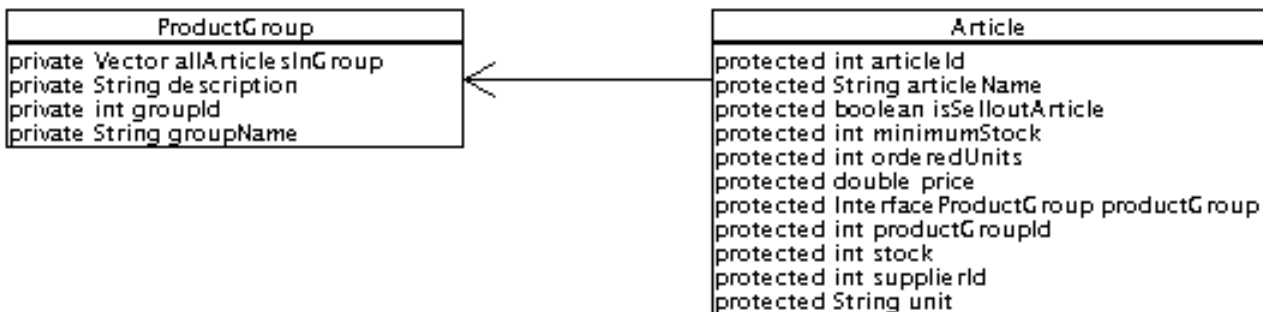 ProductGroup
private Vector allArticlesInGroup
private String description
private int groupId
private String groupName
Article
protected int articleId
protected String articleName
protected boolean isSelloutArticle
protected int minimumStock
protected int orderedUnits
protected double price
protected InterfaceProductGroup productGroup
protected int productGroupId
protected int stock
protected int supplierId
protected String unit